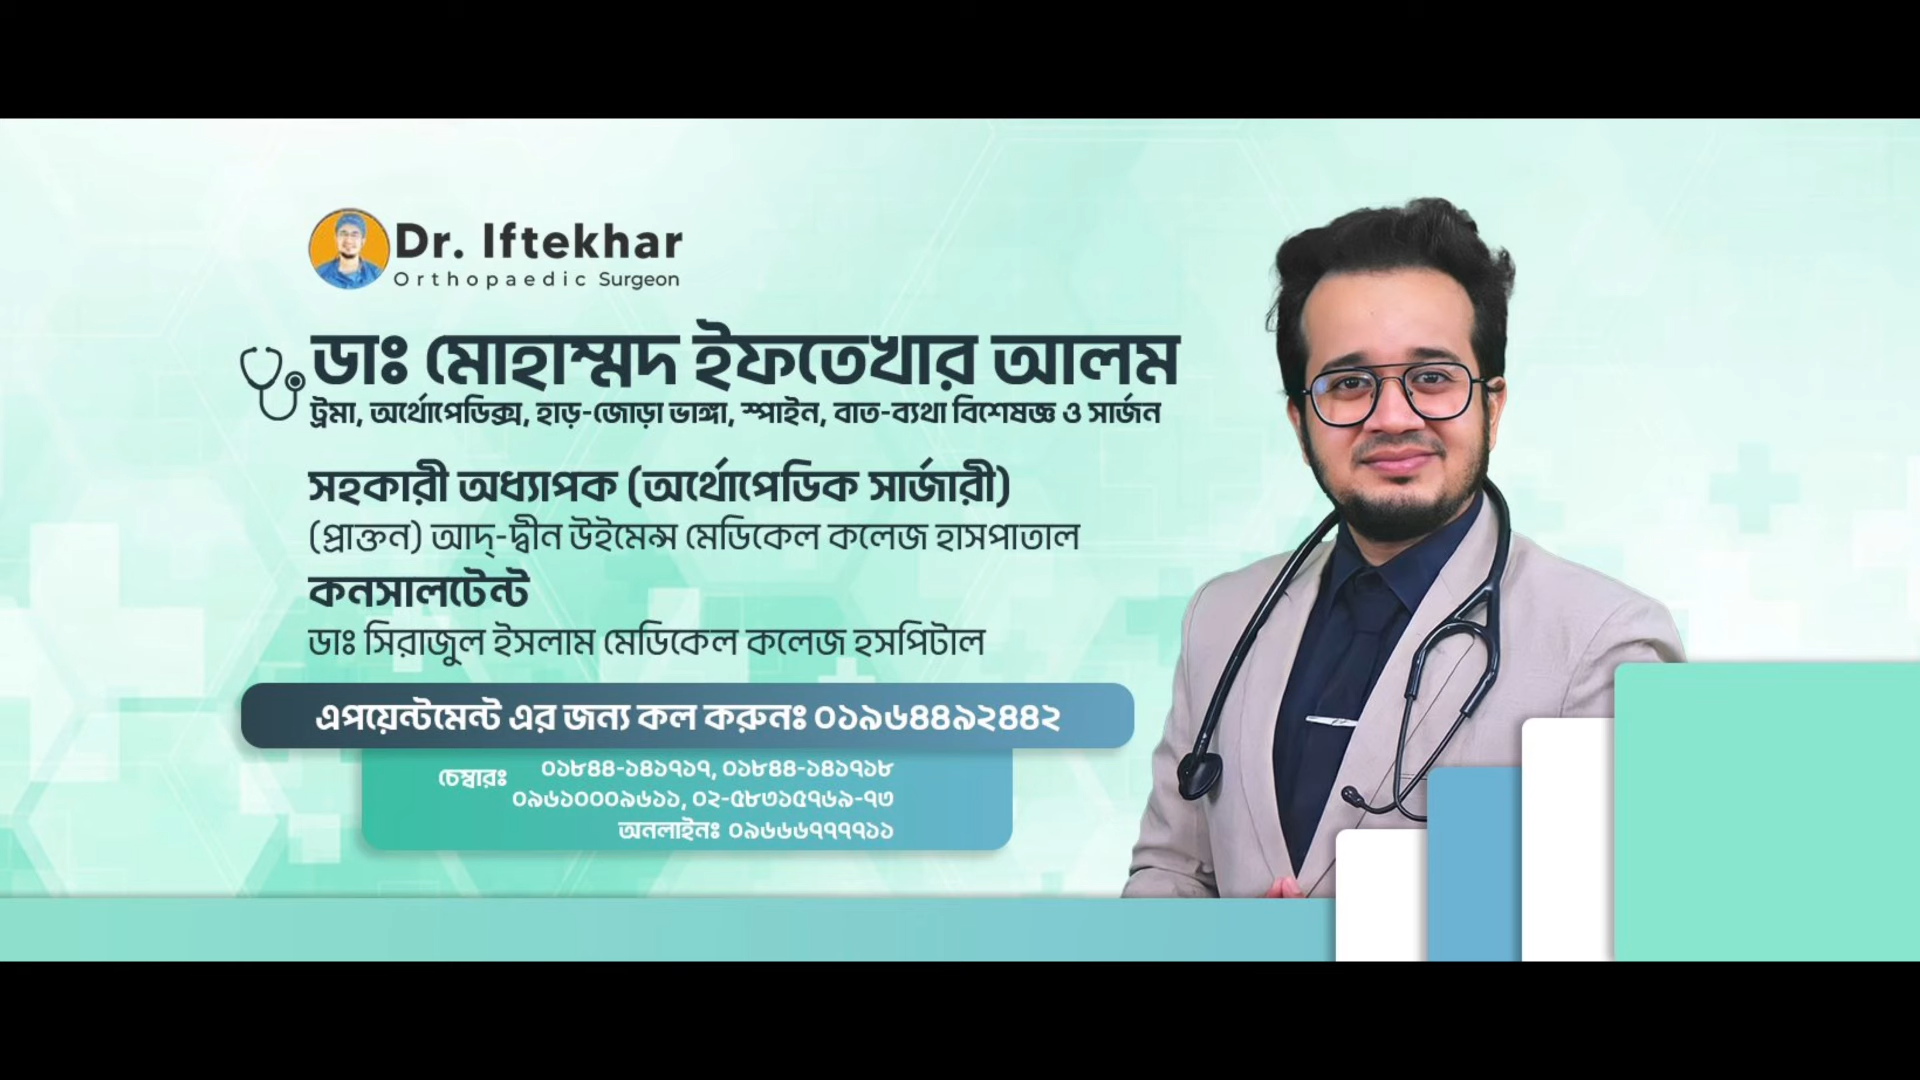 Dr. Iftekhar
Orthopaedic Surgeon
ডাঃ মোহাম্মদ ইফতেখার আলম
ট্রমা, অর্থোপেডিক্স, হাড়-জোড়া ভাঙ্গা, স্পাইন, বাত-ব্যথা বিশেষজ্ঞ ও সার্জন
সহকারী অধ্যাপক (অর্থোপেডিক সার্জারী)
(প্রাক্তন) আদ্-দ্বীন উইমেন্স মেডিকেল কলেজ হাসপাতাল
কনসালটেন্ট
ডাঃ সিরাজুল ইসলাম মেডিকেল কলেজ হসপিটাল
এপয়েন্টমেন্ট এর জন্য কল করুনঃ ০১৯৬৪৪৯২৪৪২
চেম্বারঃ ০১৮৪৪-১৪১৭১৭, ০১৮৪৪-১৪১৭১৮
০৯৬১০০০৯৬১১, ০২-৫৮৩১৫৭৬৯-৭৩
অনলাইনঃ ০৯৬৬৬৭৭৭৭১১